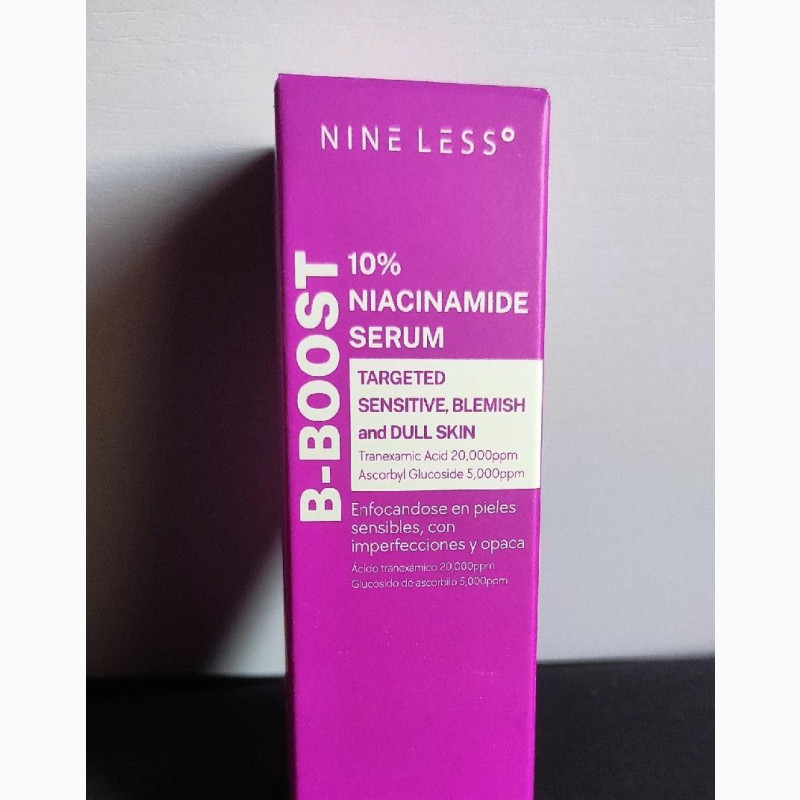 NINE LESS°
B-BOOST
10%
NIACINAMIDE
SERUM
TARGETED
SENSITIVE, BLEMISH
and DULL SKIN
Tranexamic Acid 20,000ppm
Ascorbyl Glucoside 5,000ppm
Enfocandose en pieles
sensibles, con
imperfecciones y opaca
Ácido tranexámico 20,000ppm
Glucósido de ascorbilo 5,000ppm